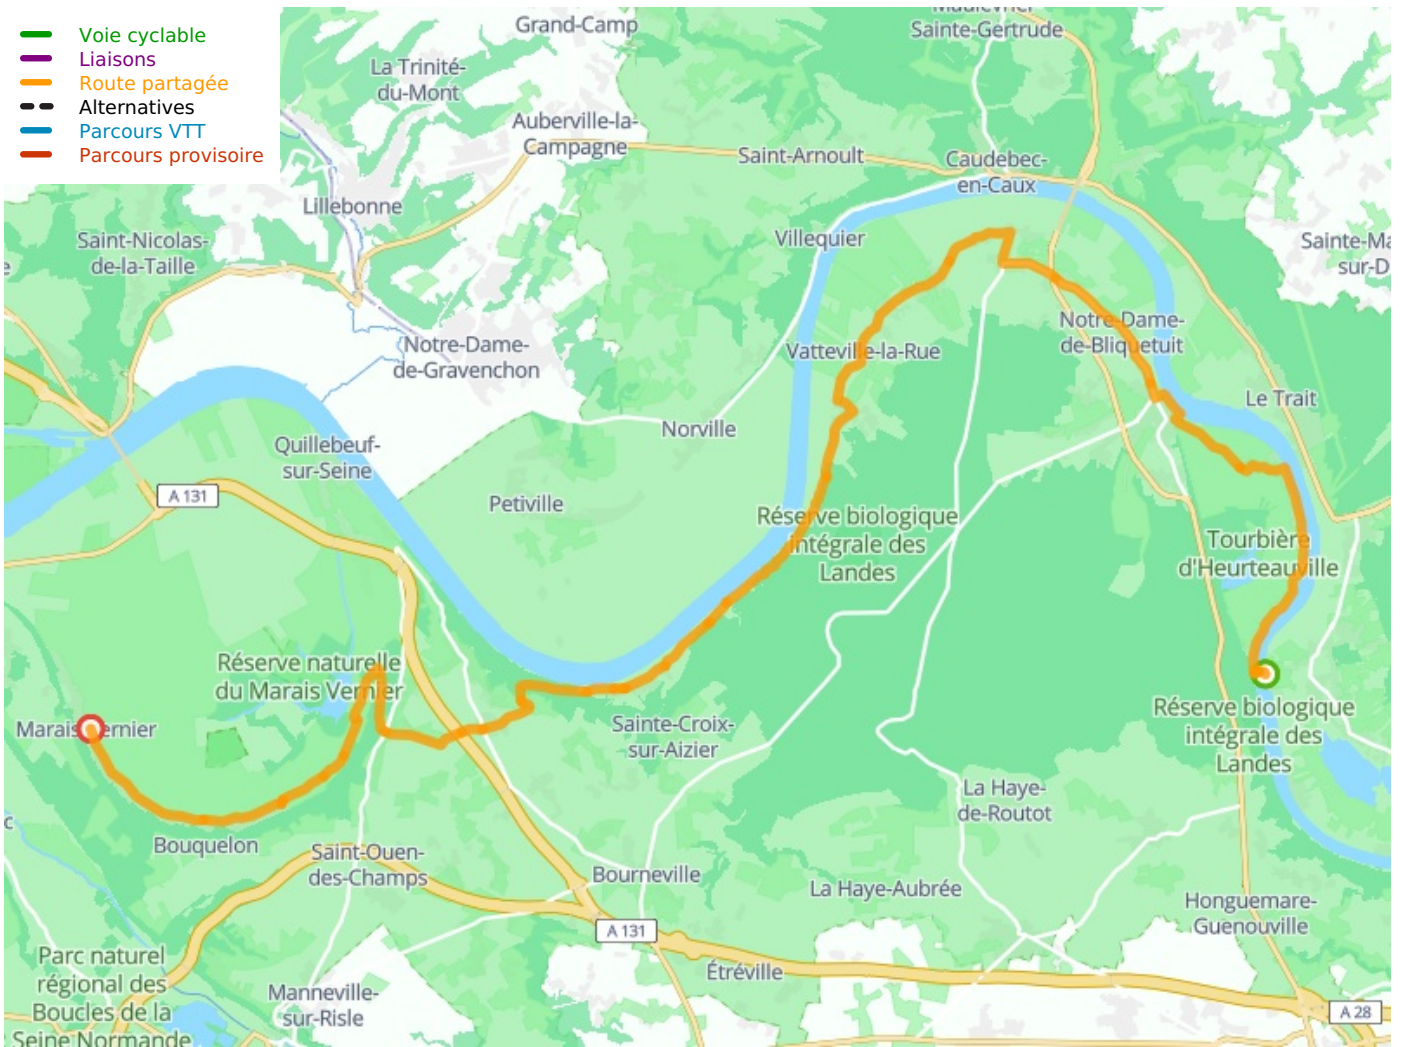 Voie cyclable
Liaisons
Route partagée
Alternatives
Parcours VTT
Parcours provisoire
Grand-Camp
Sainte-Gertrude
La Trinité-
du-Mont
Auberville-la-
Campagne
Saint-Arnoult
Caudebec-
en-Caux
Lillebonne
Saint-Nicolas-
de-la-Taille
Villequier
Sainte-Ma
sur-D
Notre-Dame-
de-Gravenchon
Notre-Dame-
de-Bliquetuit
Vatteville-la-Rue
Le Trait
Norville
Quillebeuf-
sur-Seine
A 131
Petiville
Réserve biologique
intégrale des
Landes
Tourbière
d'Heurteauville
Réserve naturelle
du Marais Vernier
Marais Vernier
Sainte-Croix-
sur-Aizier
Réserve biologique
intégrale des
Landes
La Haye-
de-Routot
Bouquelon
Saint-Ouen-
des-Champs
Bourneville
La Haye-Aubrée
Honguemare-
Guenouville
A 131
Étréville
Parc naturel
régional des
Boucles de la
Seine Normande
Manneville-
sur-Risle
A 28